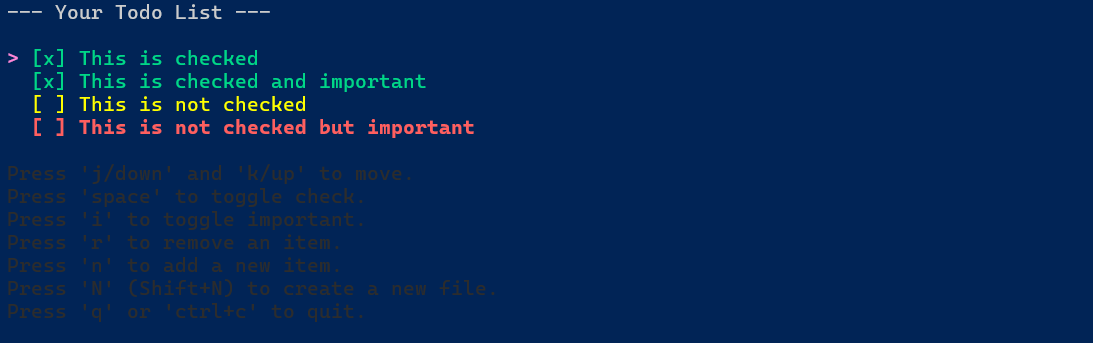 --- Your Todo List ---
> [x] This is checked
[x] This is checked and important
[ ] This is not checked
[ ] This is not checked but important
Press 'j/down' and 'k/up' to move.
Press 'space' to toggle check.
Press 'i' to toggle important.
Press 'r' to remove an item.
Press 'n' to add a new item.
Press 'N' (Shift+N) to create a new file.
Press 'q' or 'ctrl+c' to quit.